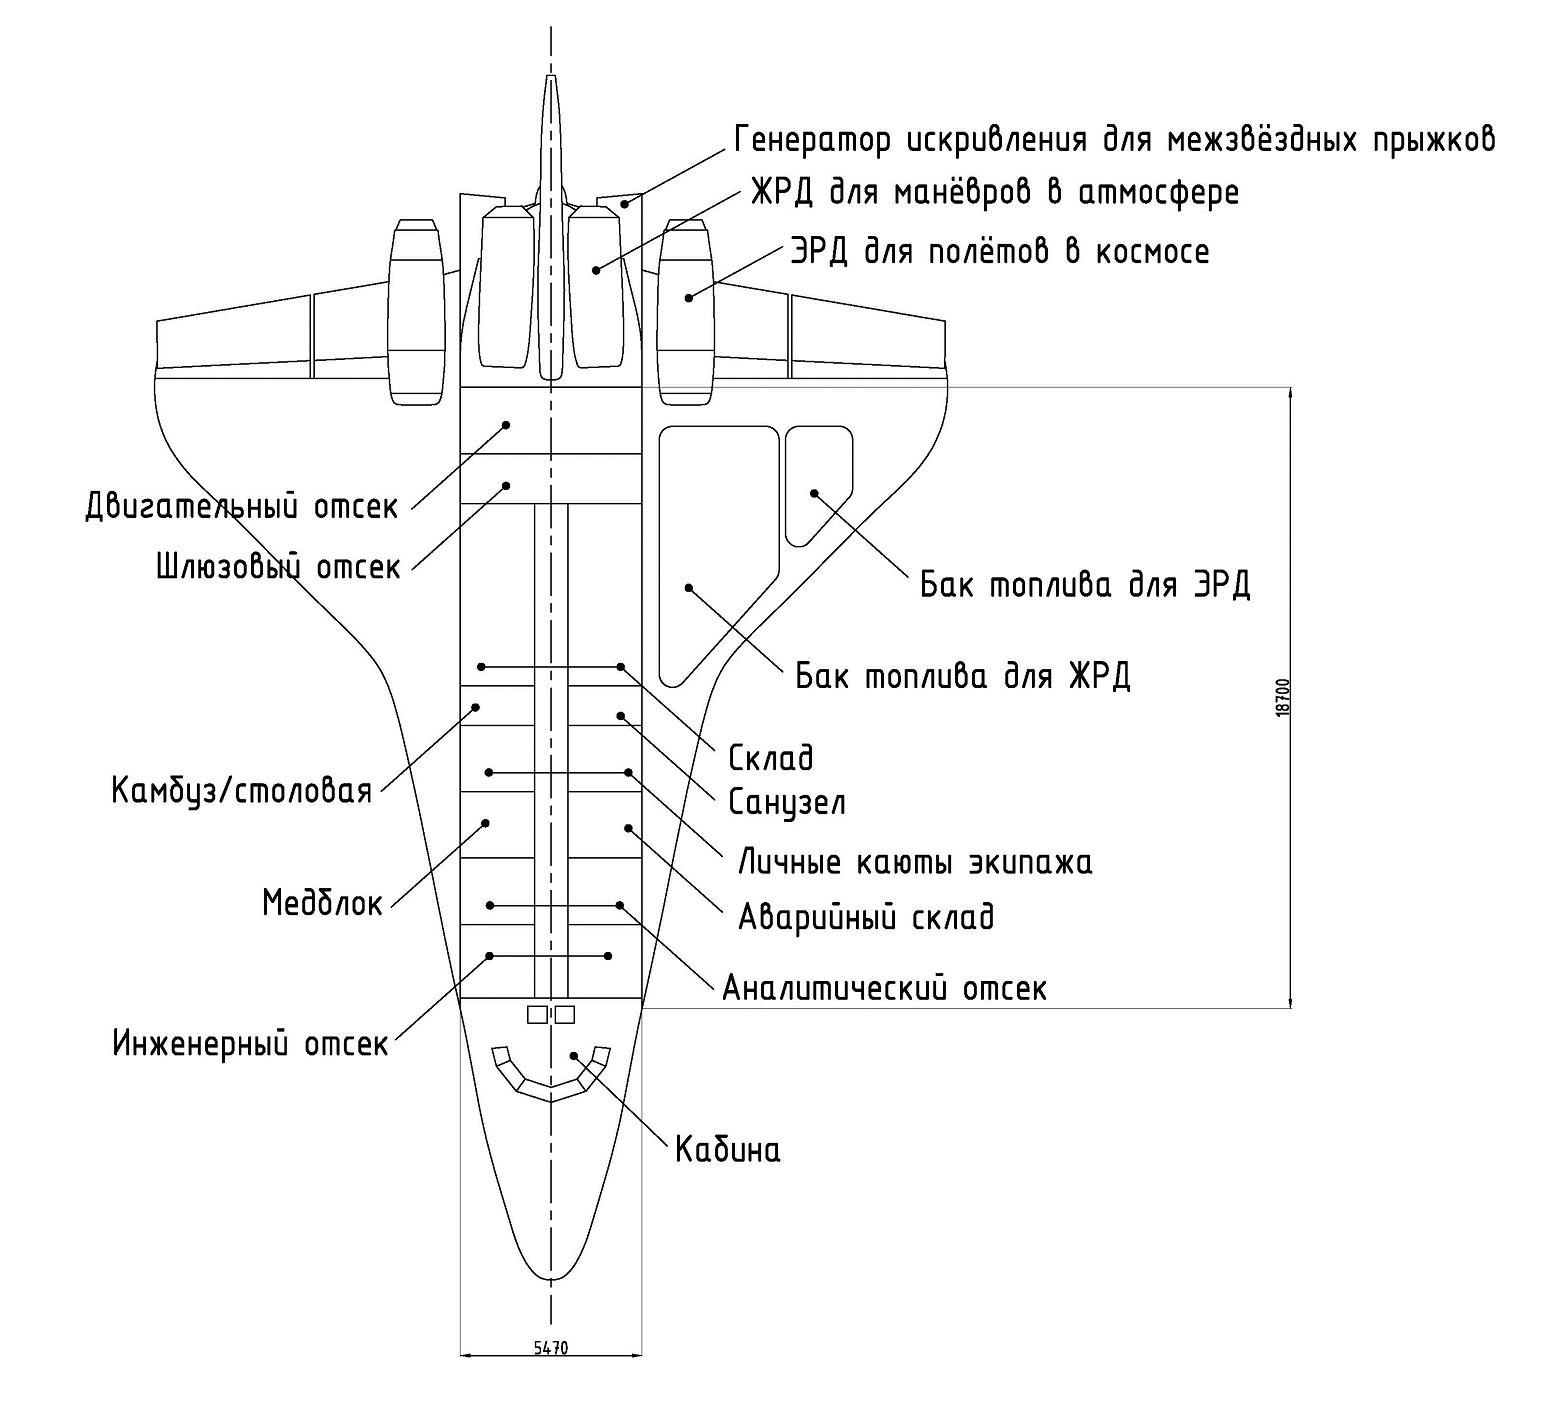 Генератор искривления для межзвёздных прыжков
ЖРД для манёвров в атмосфере
ЭРД для полётов в космосе
Двигательный отсек
Шлюзовый отсек
Бак топлива для ЭРД
Бак топлива для ЖРД
18700
Склад
Камбуз/столовая
Санузел
Личные каюты экипажа
Медблок
Аварийный склад
Аналитический отсек
Инженерный отсек
Кабина
5470